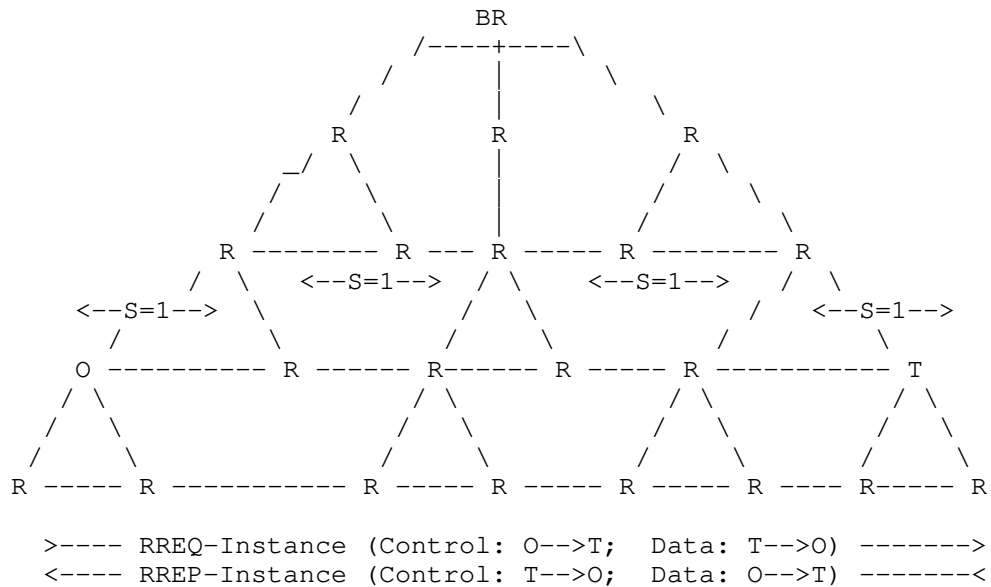 BR
R R R
R R R R R
<--S=1--> <--S=1-->
<--S=1--> <--S=1-->
O R R R R T
R R R R R R R R
>---- RREQ-Instance (Control: O-->T; Data: T-->O) ------->
<---- RREP-Instance (Control: T-->O; Data: O-->T) -------<